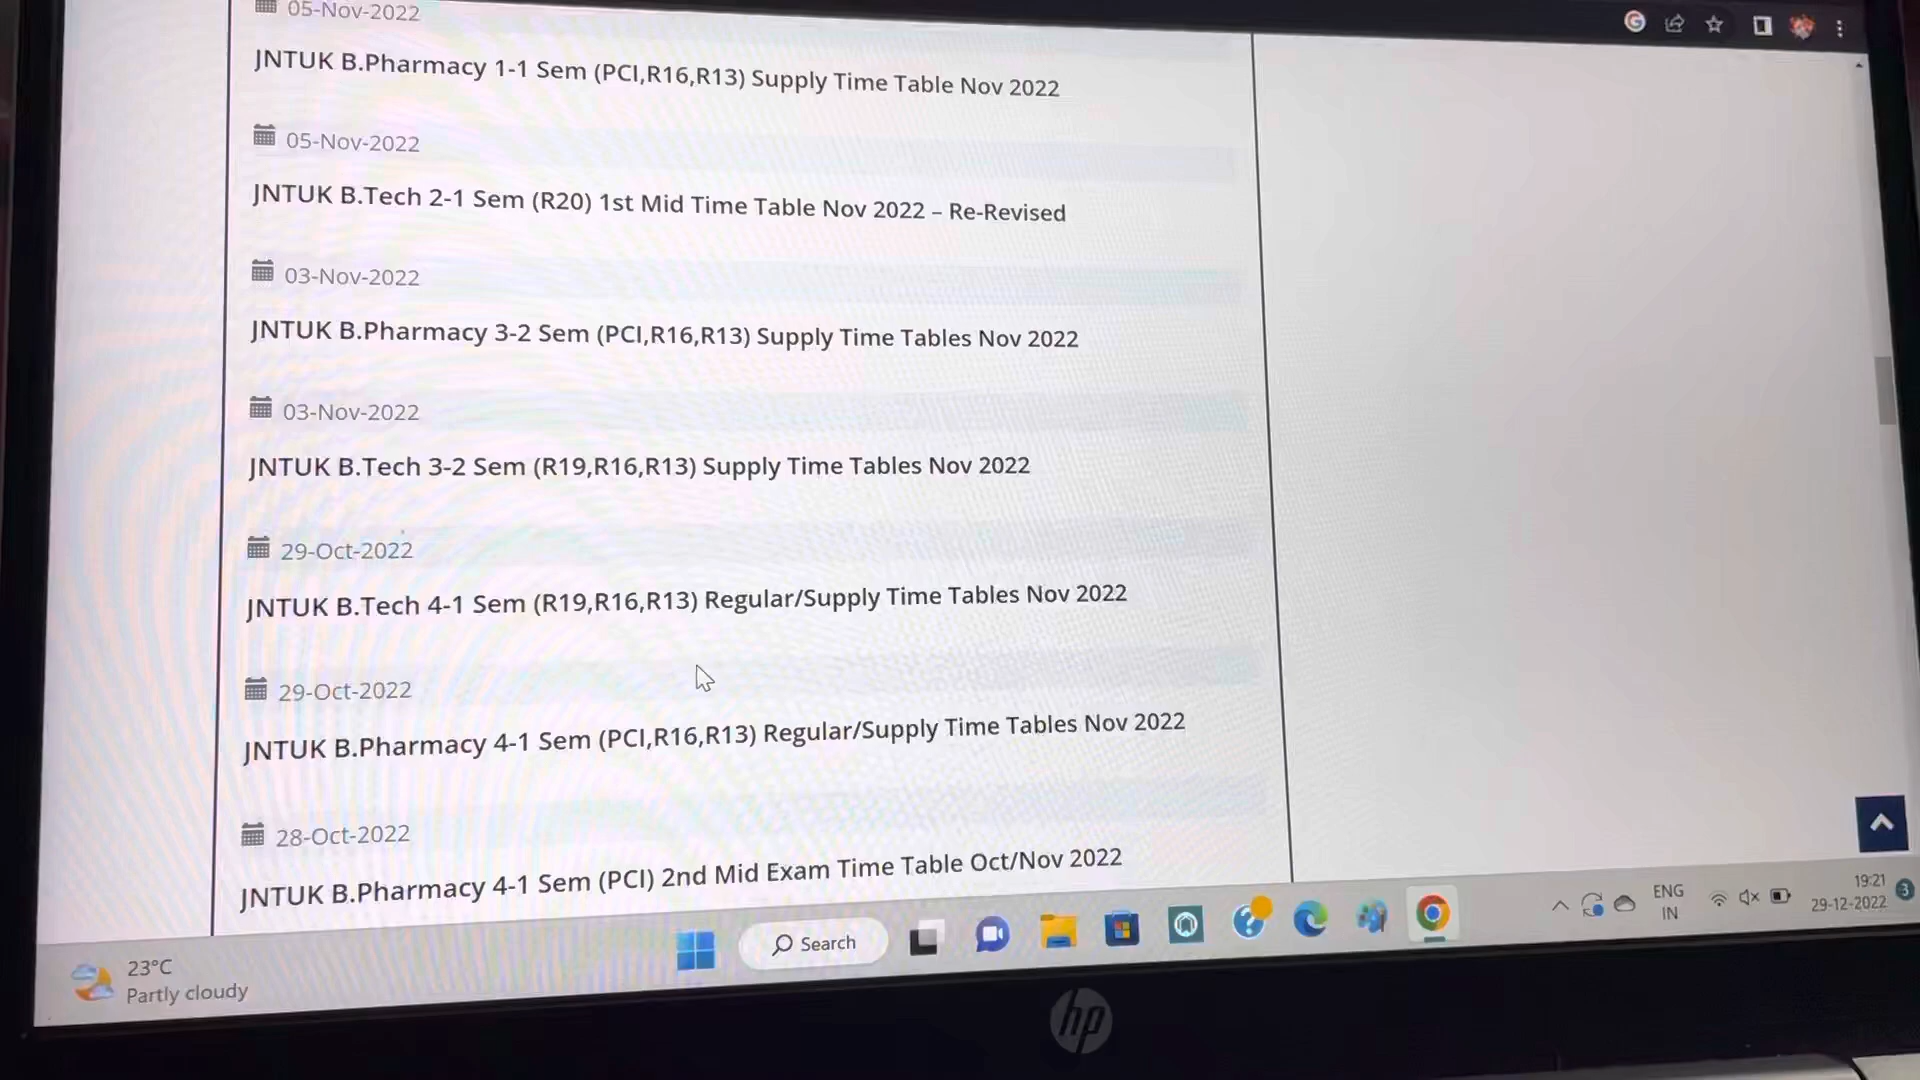 05-Nov-2022
JNTUK B.Pharmacy 1-1 Sem (PCI,R16,R13) Supply Time Table Nov 2022
05-Nov-2022
JNTUK B.Tech 2-1 Sem (R20) 1st Mid Time Table Nov 2022 – Re-Revised
03-Nov-2022
JNTUK B.Pharmacy 3-2 Sem (PCI,R16,R13) Supply Time Tables Nov 2022
03-Nov-2022
JNTUK B.Tech 3-2 Sem (R19,R16,R13) Supply Time Tables Nov 2022
29-Oct-2022
JNTUK B.Tech 4-1 Sem (R19,R16,R13) Regular/Supply Time Tables Nov 2022
29-Oct-2022
JNTUK B.Pharmacy 4-1 Sem (PCI,R16,R13) Regular/Supply Time Tables Nov 2022
28-Oct-2022
JNTUK B.Pharmacy 4-1 Sem (PCI) 2nd Mid Exam Time Table Oct/Nov 2022
23°C
Partly cloudy
Search
ENG
IN
19:21
29-12-2022
3
hp